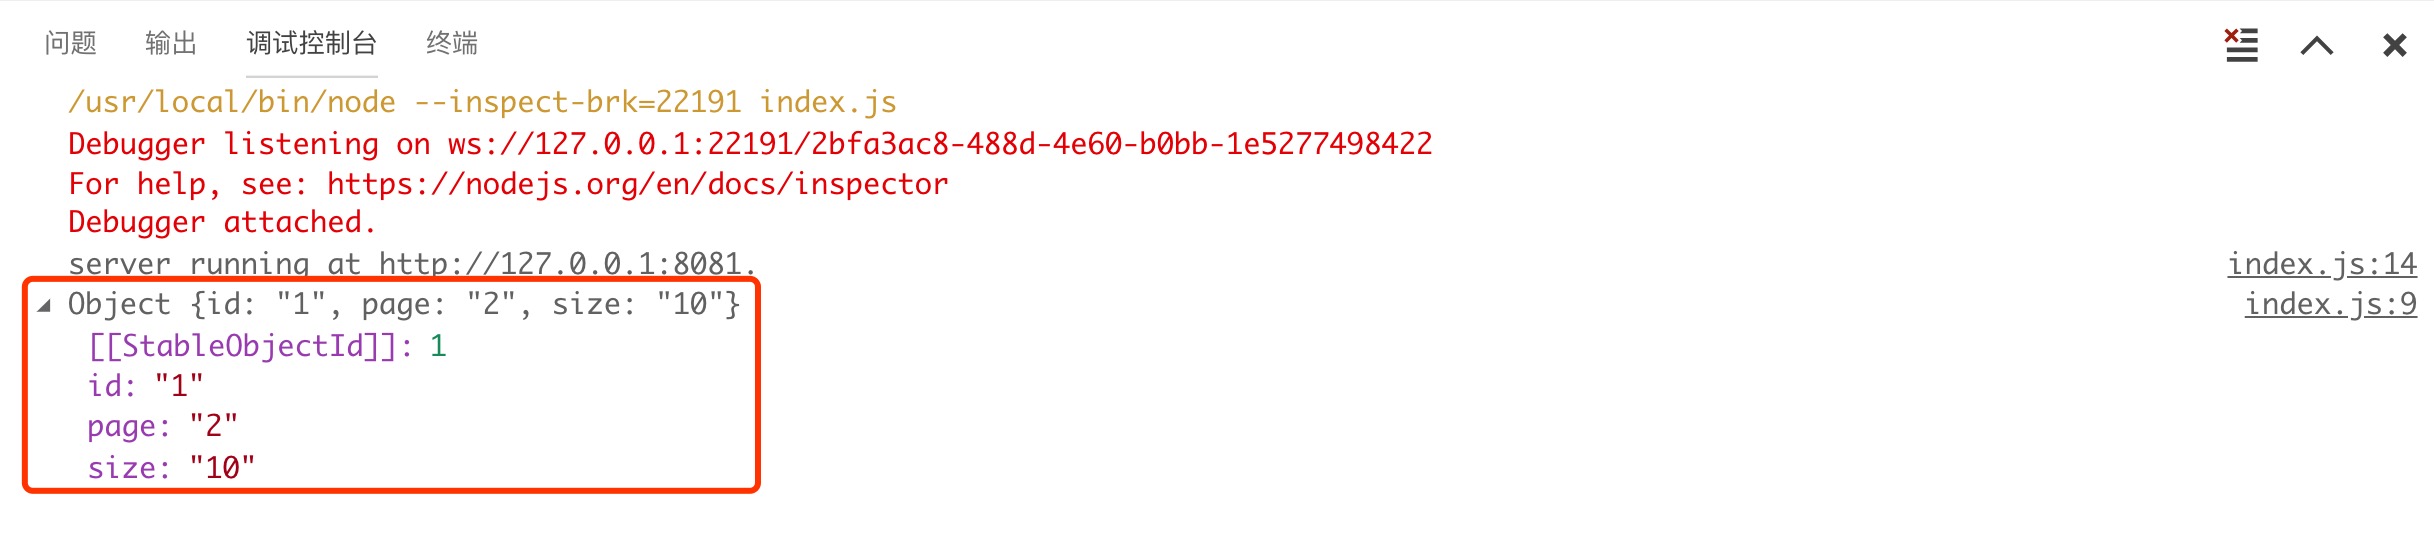 问题 输出 调试控制台 终端
/usr/local/bin/node --inspect-brk=22191 index.js
Debugger listening on ws://127.0.0.1:22191/2bfa3ac8-488d-4e60-b0bb-1e5277498422
For help, see: https://nodejs.org/en/docs/inspector
Debugger attached.
server running at http://127.0.0.1:8081. index.js:14
Object {id: "1", page: "2", size: "10"} index.js:9
[[StableObjectId]]: 1
id: "1"
page: "2"
size: "10"